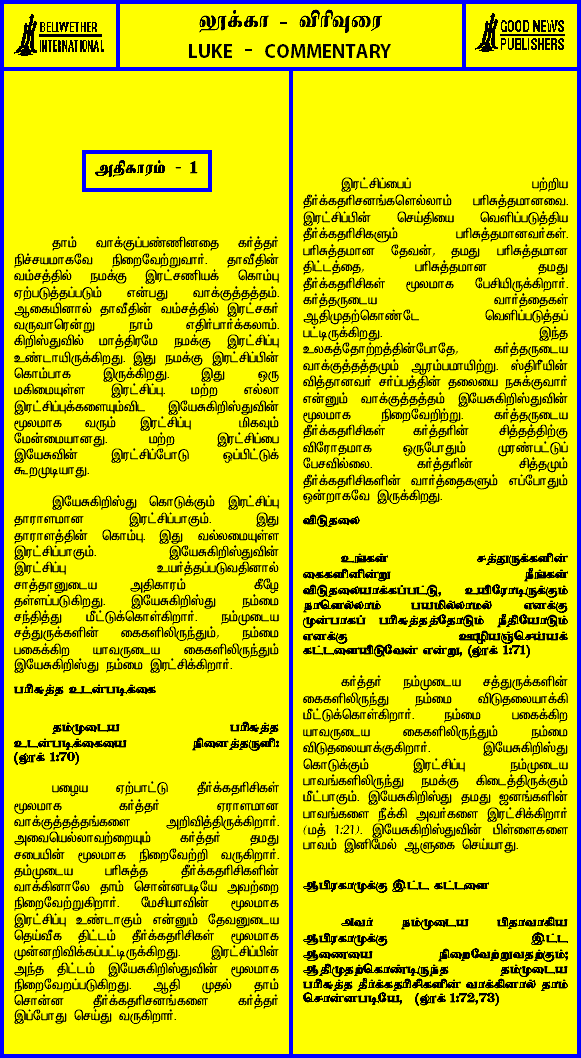 BELLWETHER
INTERNATIONAL
லூக்கா - விரிவுரை
LUKE - COMMENTARY
GOOD NEWS
PUBLISHERS
அதிகாரம் - 1
தாம் வாக்குப்பண்ணினதை கர்த்தர்
நிச்சயமாகவே நிறைவேற்றுவார். தாவீதின்
வம்சத்தில் நமக்கு இரட்சணியக் கொம்பு
ஏற்படுத்தப்படும் என்பது வாக்குத்தத்தம்.
ஆகையினால் தாவீதின் வம்சத்தில் இரட்சகர்
வருவாரென்று நாம் எதிர்பார்க்கலாம்.
கிறிஸ்துவில் மாத்திரமே நமக்கு இரட்சிப்பு
உண்டாயிருக்கிறது. இது நமக்கு இரட்சிப்பின்
கொம்பாக இருக்கிறது. இது ஒரு
மகிமையுள்ள இரட்சிப்பு. மற்ற எல்லா
இரட்சிப்புக்களையும்விட இயேசுகிறிஸ்துவின்
மூலமாக வரும் இரட்சிப்பு மிகவும்
மேன்மையானது. மற்ற இரட்சிப்பை
இயேசுவின் இரட்சிப்போடு ஒப்பிட்டுக்
கூறமுடியாது.
இயேசுகிறிஸ்து கொடுக்கும் இரட்சிப்பு
தாராளமான இரட்சிப்பாகும். இது
தாராளத்தின் கொம்பு. இது வல்லமையுள்ள
இரட்சிப்பாகும். இயேசுகிறிஸ்துவின்
இரட்சிப்பு உயர்த்தப்படுவதினால்
சாத்தானுடைய அதிகாரம் கீழே
தள்ளப்படுகிறது. இயேசுகிறிஸ்து நம்மை
சந்தித்து மீட்டுக்கொள்கிறார். நம்முடைய
சத்துருக்களின் கைகளிலிருந்தும், நம்மை
பகைக்கிற யாவருடைய கைகளிலிருந்தும்
இயேசுகிறிஸ்து நம்மை இரட்சிக்கிறார்.
பரிசுத்த உடன்படிக்கை
தம்முடைய பரிசுத்த
உடன்படிக்கையை நினைத்தருளி:
(லூக் 1:70)
பழைய ஏற்பாட்டு தீர்க்கதரிசிகள்
மூலமாக கர்த்தர் ஏராளமான
வாக்குத்தத்தங்களை அறிவித்திருக்கிறார்.
அவையெல்லாவற்றையும் கர்த்தர் தமது
சபையின் மூலமாக நிறைவேற்றி வருகிறார்.
தம்முடைய பரிசுத்த தீர்க்கதரிசிகளின்
வாக்கினாலே தாம் சொன்னபடியே அவற்றை
நிறைவேற்றுகிறார். மேசியாவின் மூலமாக
இரட்சிப்பு உண்டாகும் என்னும் தேவனுடைய
தெய்வீக திட்டம் தீர்க்கதரிசிகள் மூலமாக
முன்னறிவிக்கப்பட்டிருக்கிறது. இரட்சிப்பின்
அந்த திட்டம் இயேசுகிறிஸ்துவின் மூலமாக
நிறைவேறப்படுகிறது. ஆதி முதல் தாம்
சொன்ன தீர்க்கதரிசனங்களை கர்த்தர்
இப்போது செய்து வருகிறார்.
இரட்சிப்பைப் பற்றிய
தீர்க்கதரிசனங்களெல்லாம் பரிசுத்தமானவை.
இரட்சிப்பின் செய்தியை வெளிப்படுத்திய
தீர்க்கதரிசிகளும் பரிசுத்தமானவர்கள்.
பரிசுத்தமான தேவன், தமது பரிசுத்தமான
திட்டத்தை, பரிசுத்தமான தமது
தீர்க்கதரிசிகள் மூலமாக பேசியிருக்கிறார்.
கர்த்தருடைய வார்த்தைகள்
ஆதிமுதற்கொண்டே வெளிப்படுத்தப்
பட்டிருக்கிறது. இந்த
உலகத்தோற்றத்தின்போதே, கர்த்தருடைய
வாக்குத்தத்தமும் ஆரம்பமாயிற்று. ஸ்திரீயின்
வித்தானவர் சர்ப்பத்தின் தலையை நசுக்குவார்
என்னும் வாக்குத்தத்தம் இயேசுகிறிஸ்துவின்
மூலமாக நிறைவேறிற்று. கர்த்தருடைய
தீர்க்கதரிசிகள் கர்த்தரின் சித்தத்திற்கு
விரோதமாக ஒருபோதும் முரண்பட்டுப்
பேசவில்லை. கர்த்தரின் சித்தமும்
தீர்க்கதரிசிகளின் வார்த்தைகளும் எப்போதும்
ஒன்றாகவே இருக்கிறது.
விடுதலை
உங்கள் சத்துருக்களின்
கைகளினின்று நீங்கள்
விடுதலையாக்கப்பட்டு, உயிரோடிருக்கும்
நாளெல்லாம் பயமில்லாமல் எனக்கு
முன்பாகப் பரிசுத்தத்தோடும் நீதியோடும்
எனக்கு ஊழியஞ்செய்யக்
கட்டளையிடுவேன் என்று, (லூக் 1:71)
கர்த்தர் நம்முடைய சத்துருக்களின்
கைகளிலிருந்து நம்மை விடுதலையாக்கி
மீட்டுக்கொள்கிறார். நம்மை பகைக்கிற
யாவருடைய கைகளிலிருந்தும் நம்மை
விடுதலையாக்குகிறார். இயேசுகிறிஸ்து
கொடுக்கும் இரட்சிப்பு நம்முடைய
பாவங்களிலிருந்து நமக்கு கிடைத்திருக்கும்
மீட்பாகும். இயேசுகிறிஸ்து தமது ஜனங்களின்
பாவங்களை நீக்கி அவர்களை இரட்சிக்கிறார்
(மத் 1:21). இயேசுகிறிஸ்துவின் பிள்ளைகளை
பாவம் இனிமேல் ஆளுகை செய்யாது.
ஆபிரகாமுக்கு இட்ட கட்டளை
அவர் நம்முடைய பிதாவாகிய
ஆபிரகாமுக்கு இட்ட
ஆணையை நிறைவேற்றுவதற்கும்;
ஆதிமுதற்கொண்டிருந்த தம்முடைய
பரிசுத்த தீர்க்கதரிசிகளின் வாக்கினால் தாம்
சொன்னபடியே, (லூக் 1:72,73)